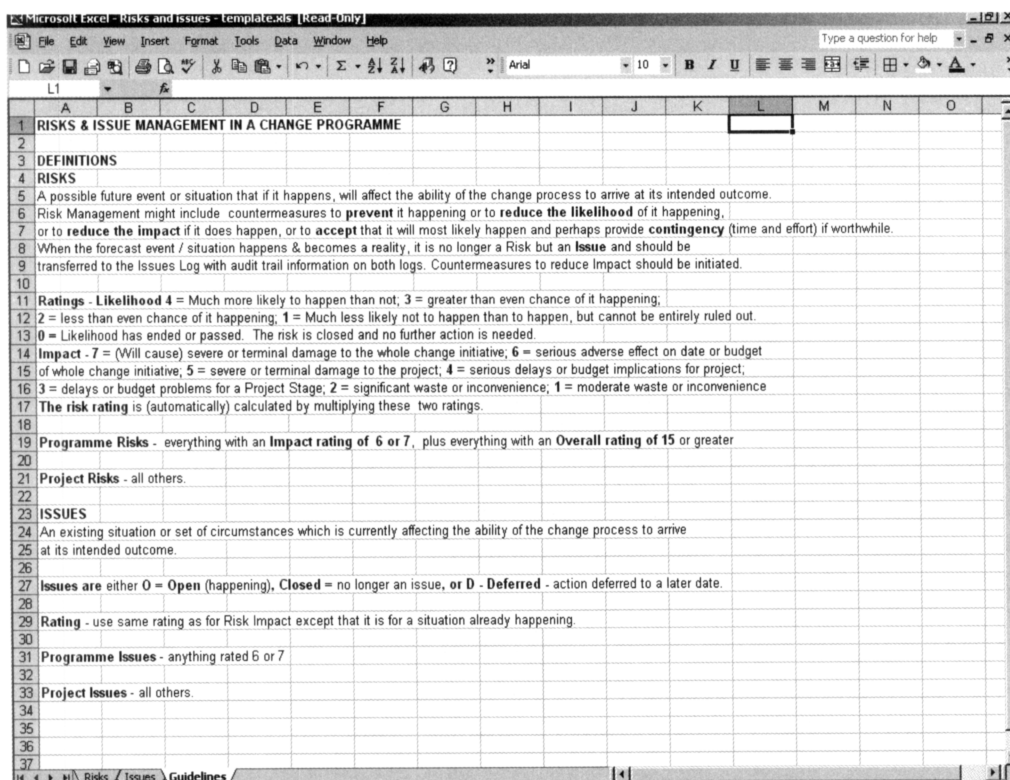 Microsoft Excel - Risks and issues - template.xls [Read-Only]
File Edit View Insert Format Tools Data Window Help Type a question for help
Arial 10 B I U
L1 fx
A B C D E F G H I J K L M N O
1 RISKS & ISSUE MANAGEMENT IN A CHANGE PROGRAMME
2
3 DEFINITIONS
4 RISKS
5 A possible future event or situation that if it happens, will affect the ability of the change process to arrive at its intended outcome.
6 Risk Management might include countermeasures to prevent it happening or to reduce the likelihood of it happening,
7 or to reduce the impact if it does happen, or to accept that it will most likely happen and perhaps provide contingency (time and effort) if worthwhile.
8 When the forecast event / situation happens & becomes a reality, it is no longer a Risk but an Issue and should be
9 transferred to the Issues Log with audit trail information on both logs. Countermeasures to reduce Impact should be initiated.
10
11 Ratings - Likelihood 4 = Much more likely to happen than not; 3 = greater than even chance of it happening;
12 2 = less than even chance of it happening; 1 = Much less likely not to happen than to happen, but cannot be entirely ruled out.
13 0 = Likelihood has ended or passed. The risk is closed and no further action is needed.
14 Impact - 7 = (Will cause) severe or terminal damage to the whole change initiative; 6 = serious adverse effect on date or budget
15 of whole change initiative; 5 = severe or terminal damage to the project; 4 = serious delays or budget implications for project;
16 3 = delays or budget problems for a Project Stage; 2 = significant waste or inconvenience; 1 = moderate waste or inconvenience
17 The risk rating is (automatically) calculated by multiplying these two ratings.
18
19 Programme Risks - everything with an Impact rating of 6 or 7, plus everything with an Overall rating of 15 or greater
20
21 Project Risks - all others.
22
23 ISSUES
24 An existing situation or set of circumstances which is currently affecting the ability of the change process to arrive
25 at its intended outcome.
26
27 Issues are either O = Open (happening), Closed = no longer an issue, or D - Deferred - action deferred to a later date.
28
29 Rating - use same rating as for Risk Impact except that it is for a situation already happening.
30
31 Programme Issues - anything rated 6 or 7
32
33 Project Issues - all others.
34
35
36
37
Risks / Issues \ Guidelines /